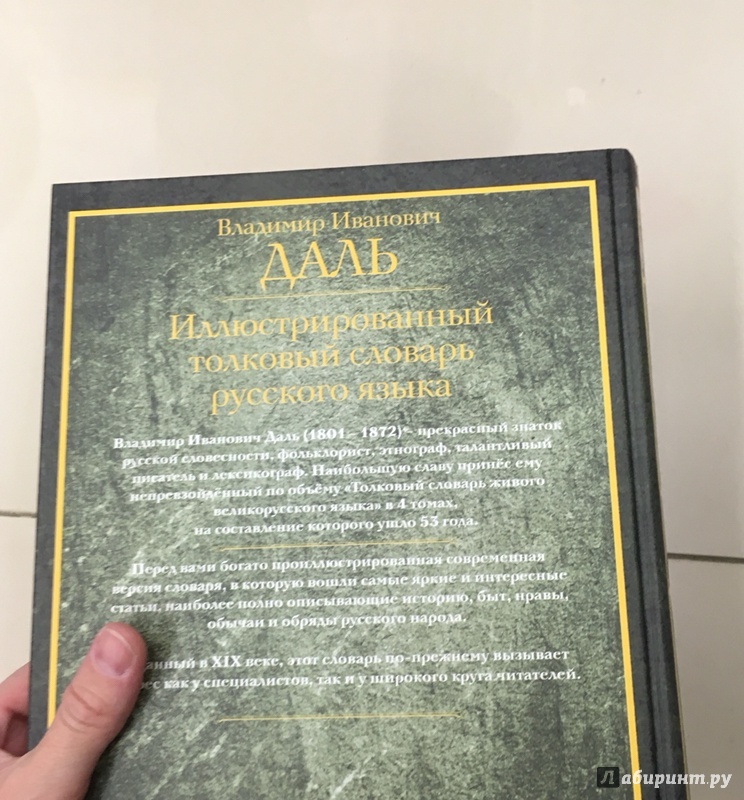 Владимир Иванович
ДАЛЬ
Иллюстрированный
толковый словарь
русского языка
Владимир Иванович Даль (1801 – 1872) – прекрасный знаток
русской словесности, фольклорист, этнограф, талантливый
писатель и лексикограф. Наибольшую славу принёс ему
непревзойдённый по объёму «Толковый словарь живого
великорусского языка» в 4 томах,
на составление которого ушло 53 года.
Перед вами богато проиллюстрированная современная
версия словаря, в которую вошли самые яркие и интересные
статьи, наиболее полно описывающие историю, быт, нравы,
обычаи и обряды русского народа.
в XIX веке, этот словарь по-прежнему вызывает
как у специалистов, так и у широкого круга читателей.
Лабиринт.ру